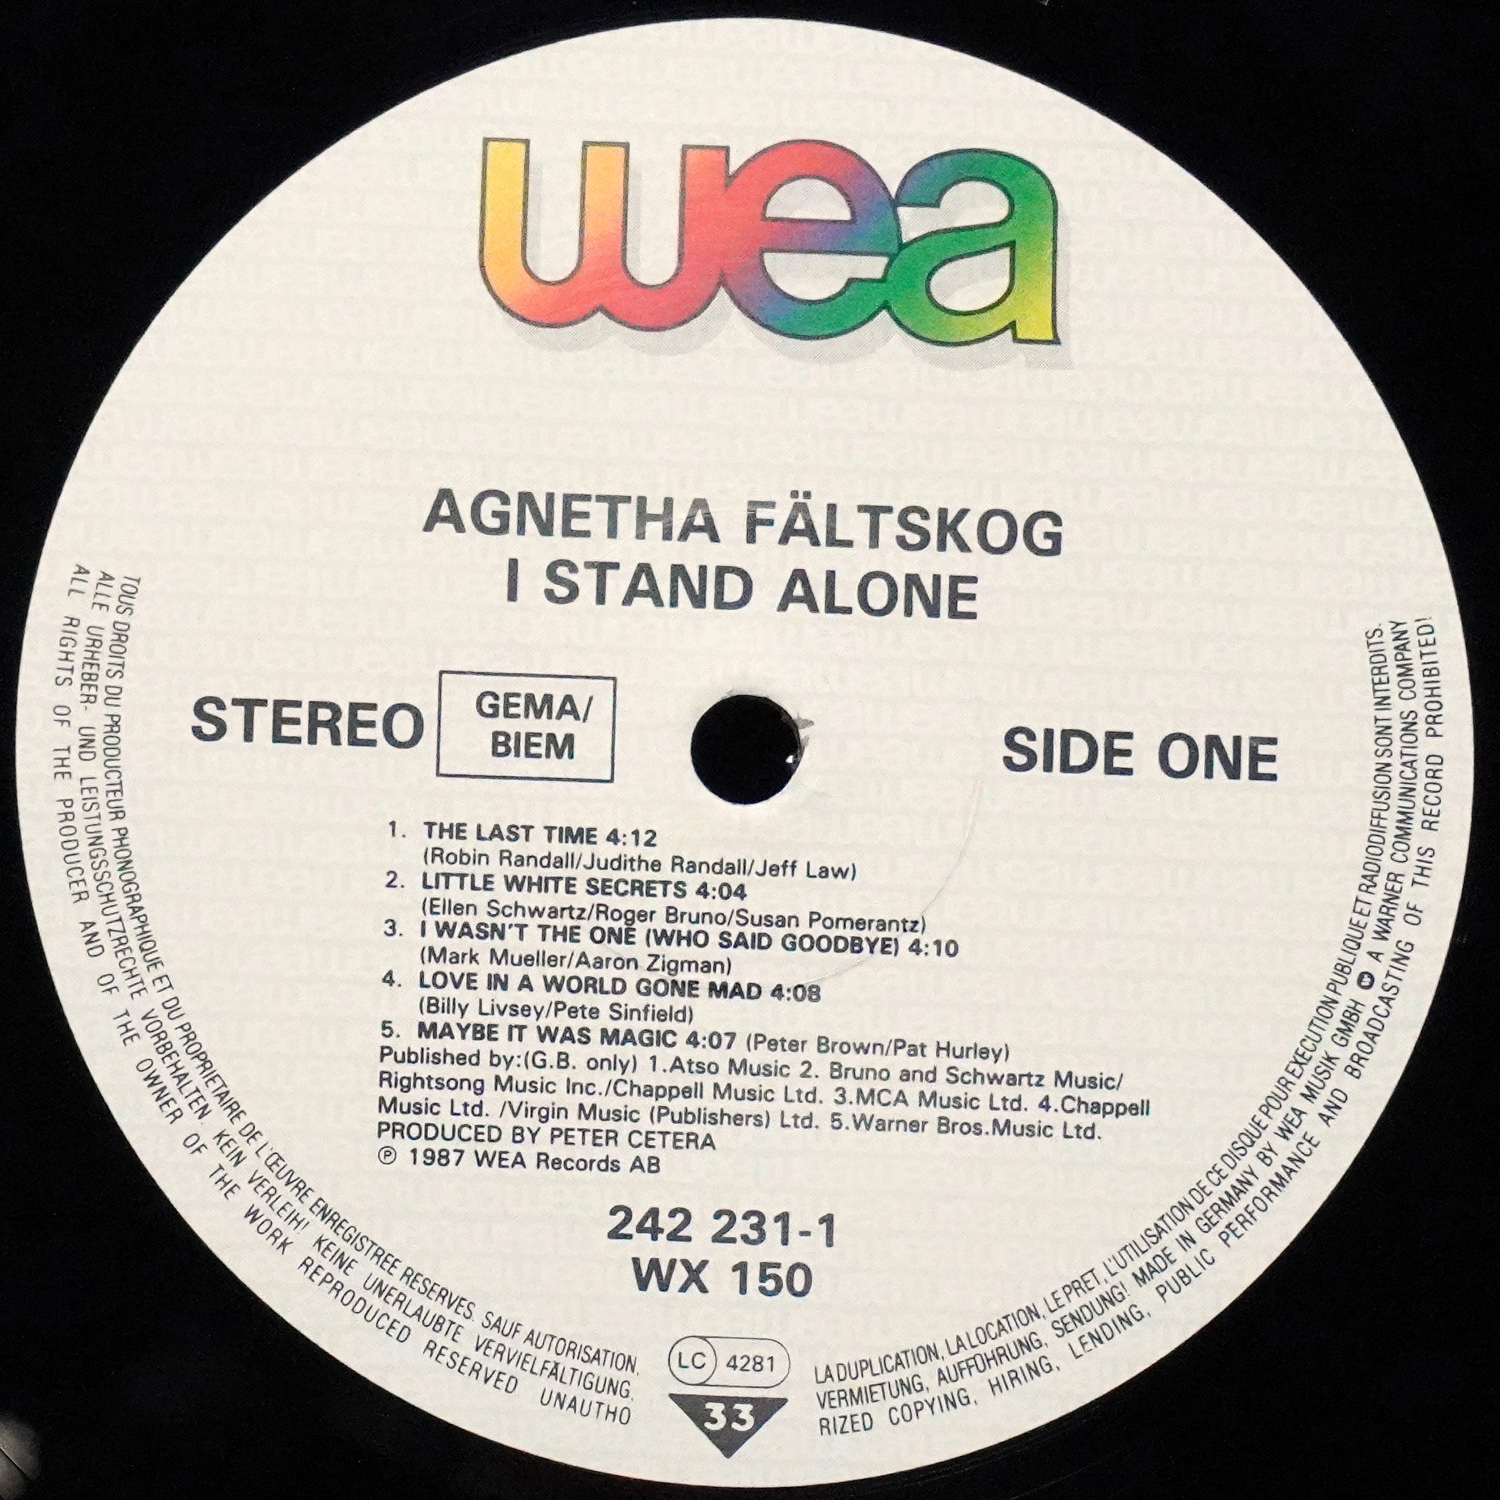 wea
AGNETHA FÄLTSKOG
I STAND ALONE
STEREO
GEMA/
BIEM
SIDE ONE
1. THE LAST TIME 4:12
(Robin Randall/Judithe Randall/Jeff Law)
2. LITTLE WHITE SECRETS 4:04
(Ellen Schwartz/Roger Bruno/Susan Pomerantz)
3. I WASN'T THE ONE (WHO SAID GOODBYE) 4:10
(Mark Mueller/Aaron Zigman)
4. LOVE IN A WORLD GONE MAD 4:08
(Billy Livsey/Pete Sinfield)
5. MAYBE IT WAS MAGIC 4:07 (Peter Brown/Pat Hurley)
Published by:(G.B. only) 1.Atso Music 2. Bruno and Schwartz Music/
Rightsong Music Inc./Chappell Music Ltd. 3.MCA Music Ltd. 4.Chappell
Music Ltd. /Virgin Music (Publishers) Ltd. 5.Warner Bros.Music Ltd.
PRODUCED BY PETER CETERA
℗ 1987 WEA Records AB
242 231-1
WX 150
LC 4281
33
TOUS DROITS DU PRODUCTEUR PHONOGRAPHIQUE ET DU PROPRIETAIRE DE L'ŒUVRE ENREGISTREE RESERVES. SAUF AUTORISATION,
LA DUPLICATION, LA LOCATION, LE PRET, L'UTILISATION DE CE DISQUE POUR EXECUTION PUBLIQUE ET RADIODIFFUSION SONT INTERDITS.
ALLE URHEBER- UND LEISTUNGSSCHUTZRECHTE VORBEHALTEN. KEIN VERLEIH! KEINE UNERLAUBTE VERVIELFÄLTIGUNG,
VERMIETUNG, AUFFÜHRUNG, SENDUNG! MADE IN GERMANY BY WEA MUSIK GMBH A WARNER COMMUNICATIONS COMPANY
ALL RIGHTS OF THE PRODUCER AND OF THE OWNER OF THE WORK REPRODUCED RESERVED UNAUTHO
RIZED COPYING, HIRING, LENDING, PUBLIC PERFORMANCE AND BROADCASTING OF THIS RECORD PROHIBITED!